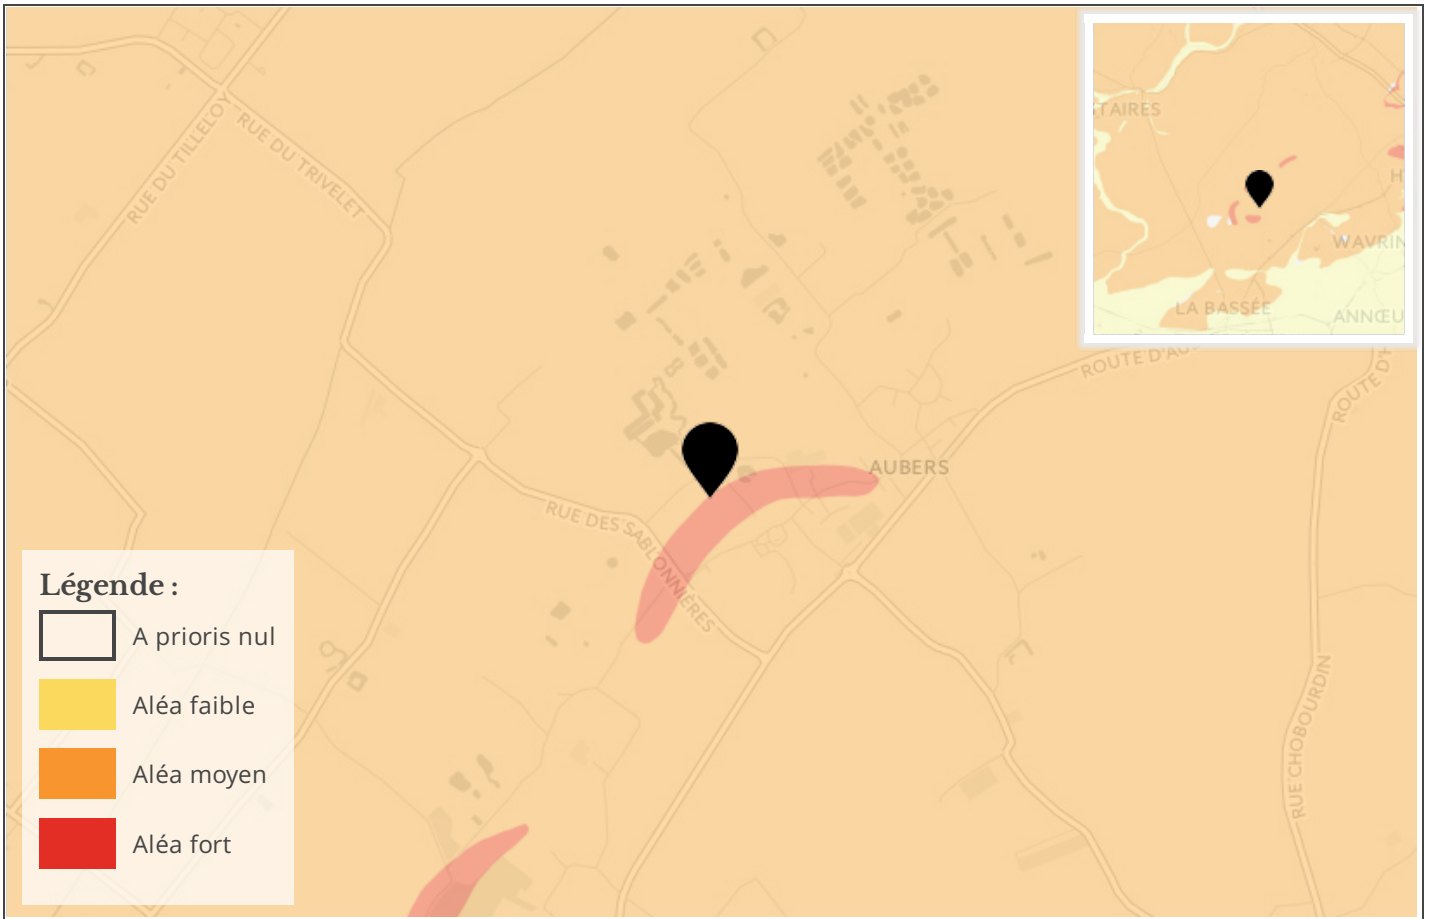 RUE DU TILLELOY
RUE DU TRIVELET
TAIRES
WAVRIN
LA BASSÉE
ANNŒU
ROUTE D'AU
ROUTE D'
AUBERS
RUE DES SABLONNIÈRES
RUE CHOBOURDIN
Légende :
A prioris nul
Aléa faible
Aléa moyen
Aléa fort